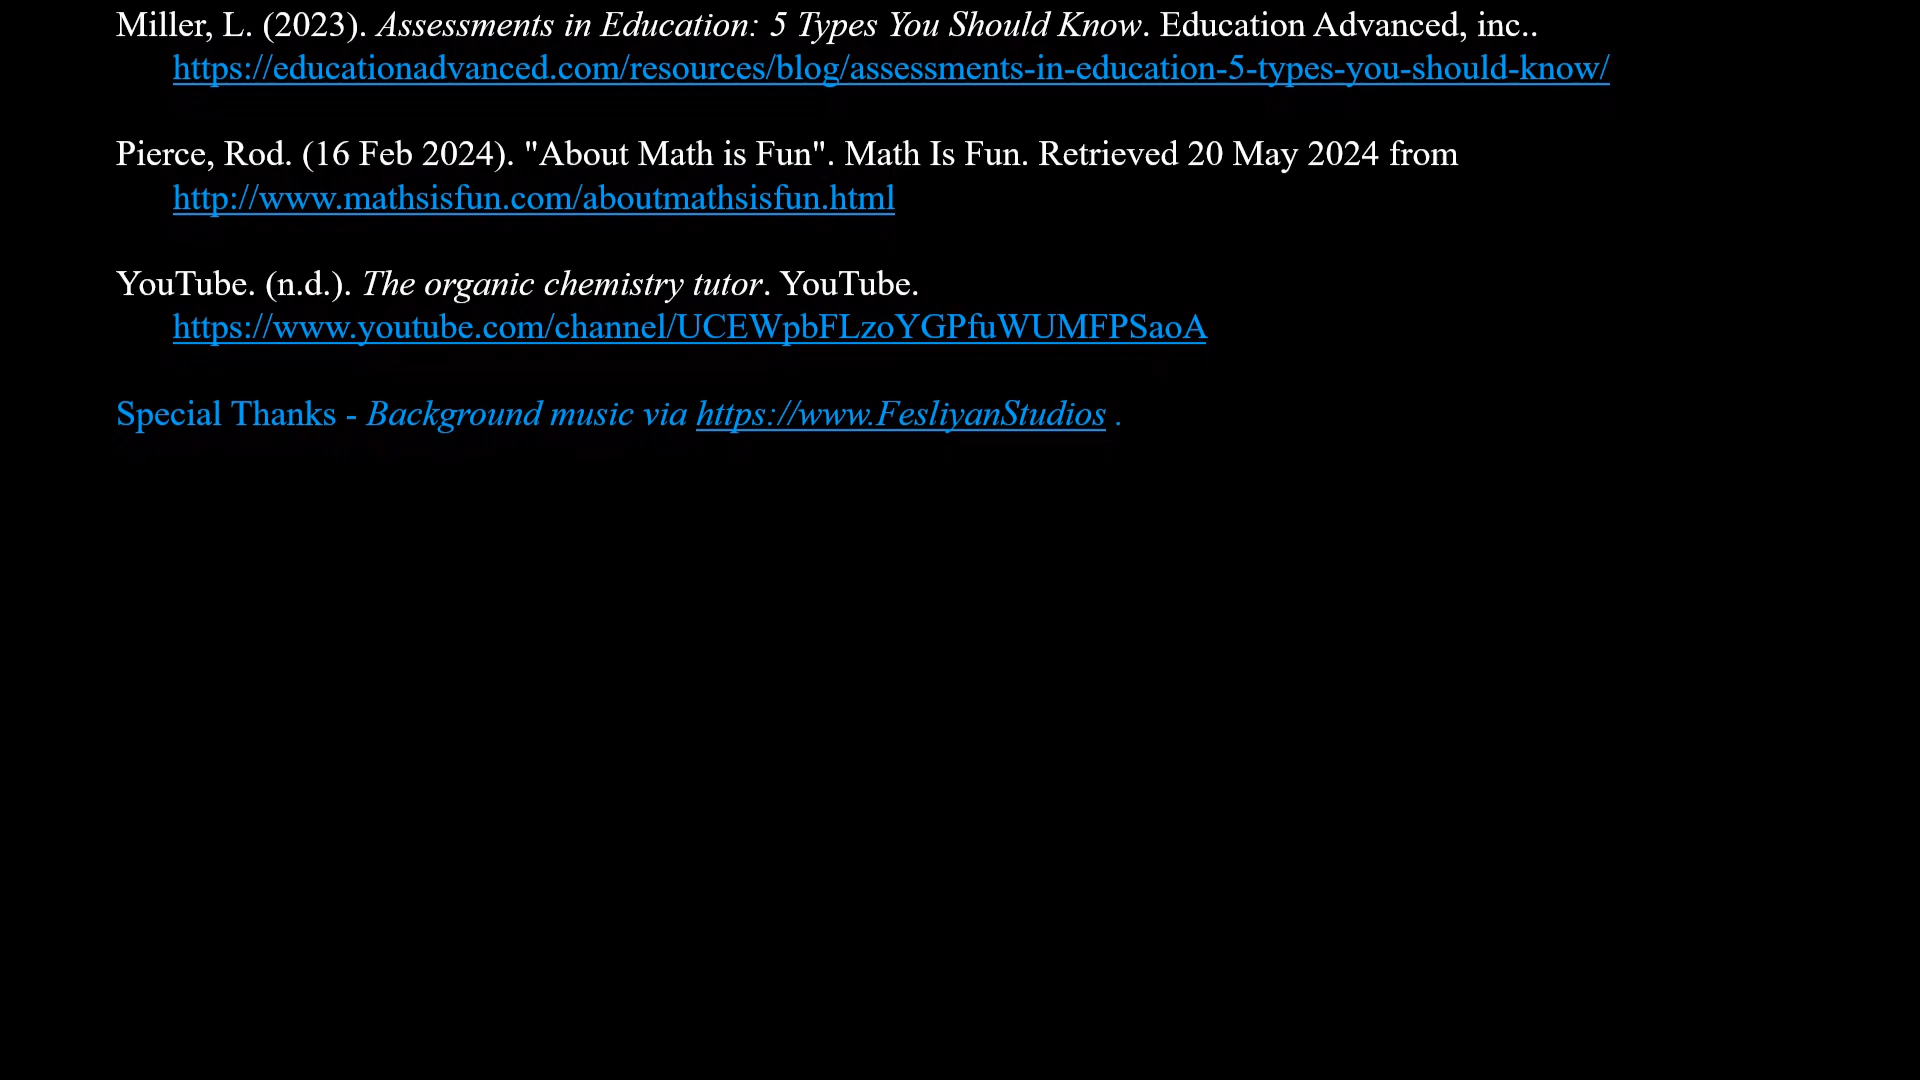 Miller, L. (2023). Assessments in Education: 5 Types You Should Know. Education Advanced, inc..
https://educationadvanced.com/resources/blog/assessments-in-education-5-types-you-should-know/
Pierce, Rod. (16 Feb 2024). "About Math is Fun". Math Is Fun. Retrieved 20 May 2024 from
http://www.mathsisfun.com/aboutmathsisfun.html
YouTube. (n.d.). The organic chemistry tutor. YouTube.
https://www.youtube.com/channel/UCEWpbFLzoYGPfuWUMFPSaoA
Special Thanks - Background music via https://www.FesliyanStudios .